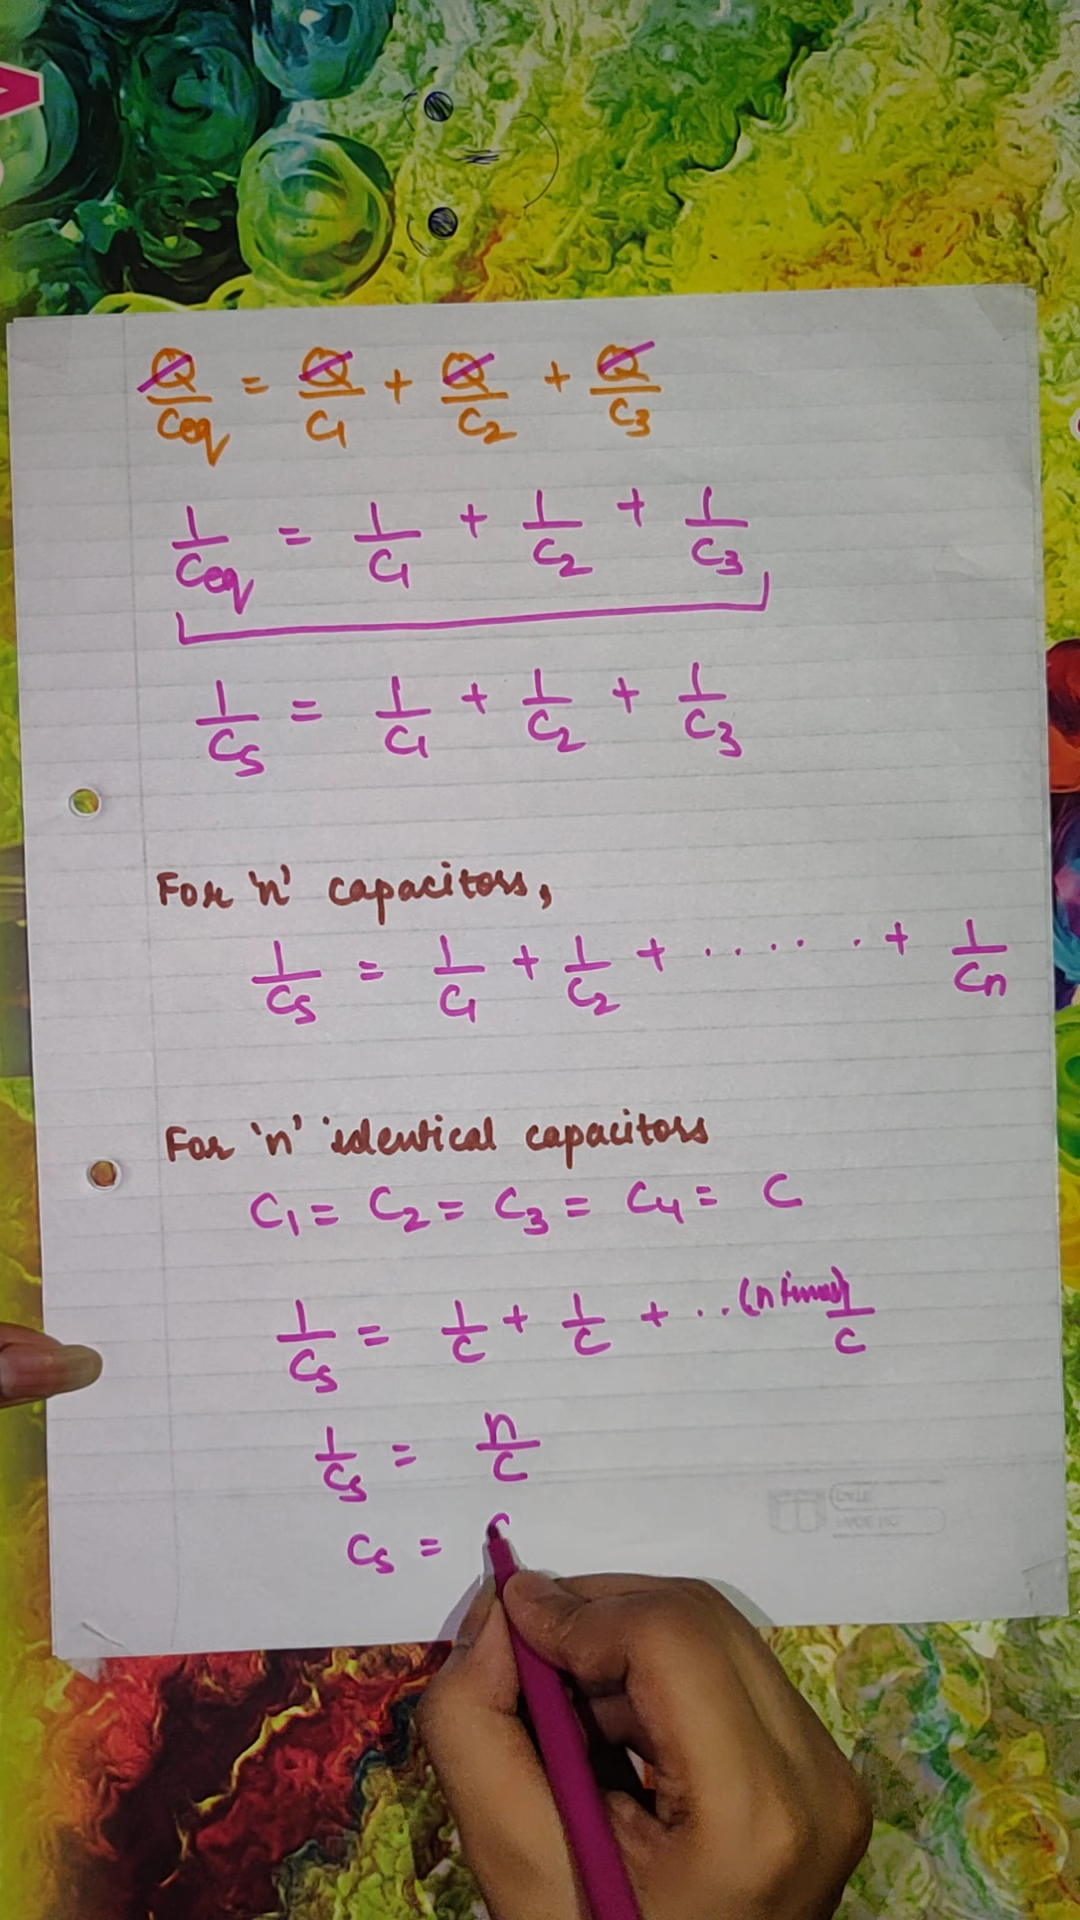 Q/Ceq = Q/C1 + Q/C2 + Q/C3
1/Ceq = 1/C1 + 1/C2 + 1/C3
1/Cs = 1/C1 + 1/C2 + 1/C3
For 'n' capacitors,
1/Cs = 1/C1 + 1/C2 + ...... + 1/Cn
For 'n' identical capacitors
C1 = C2 = C3 = C4 = C
1/Cs = 1/C + 1/C + .. (n times) 1/C
1/Cs = n/C
Cs =